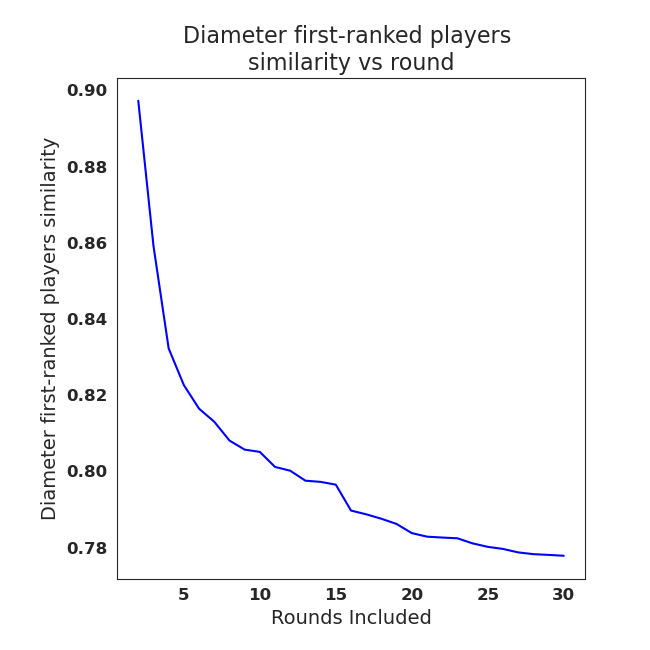 Diameter first-ranked players
similarity vs round
Diameter first-ranked players similarity
0.90
0.88
0.86
0.84
0.82
0.80
0.78
5 10 15 20 25 30
Rounds Included